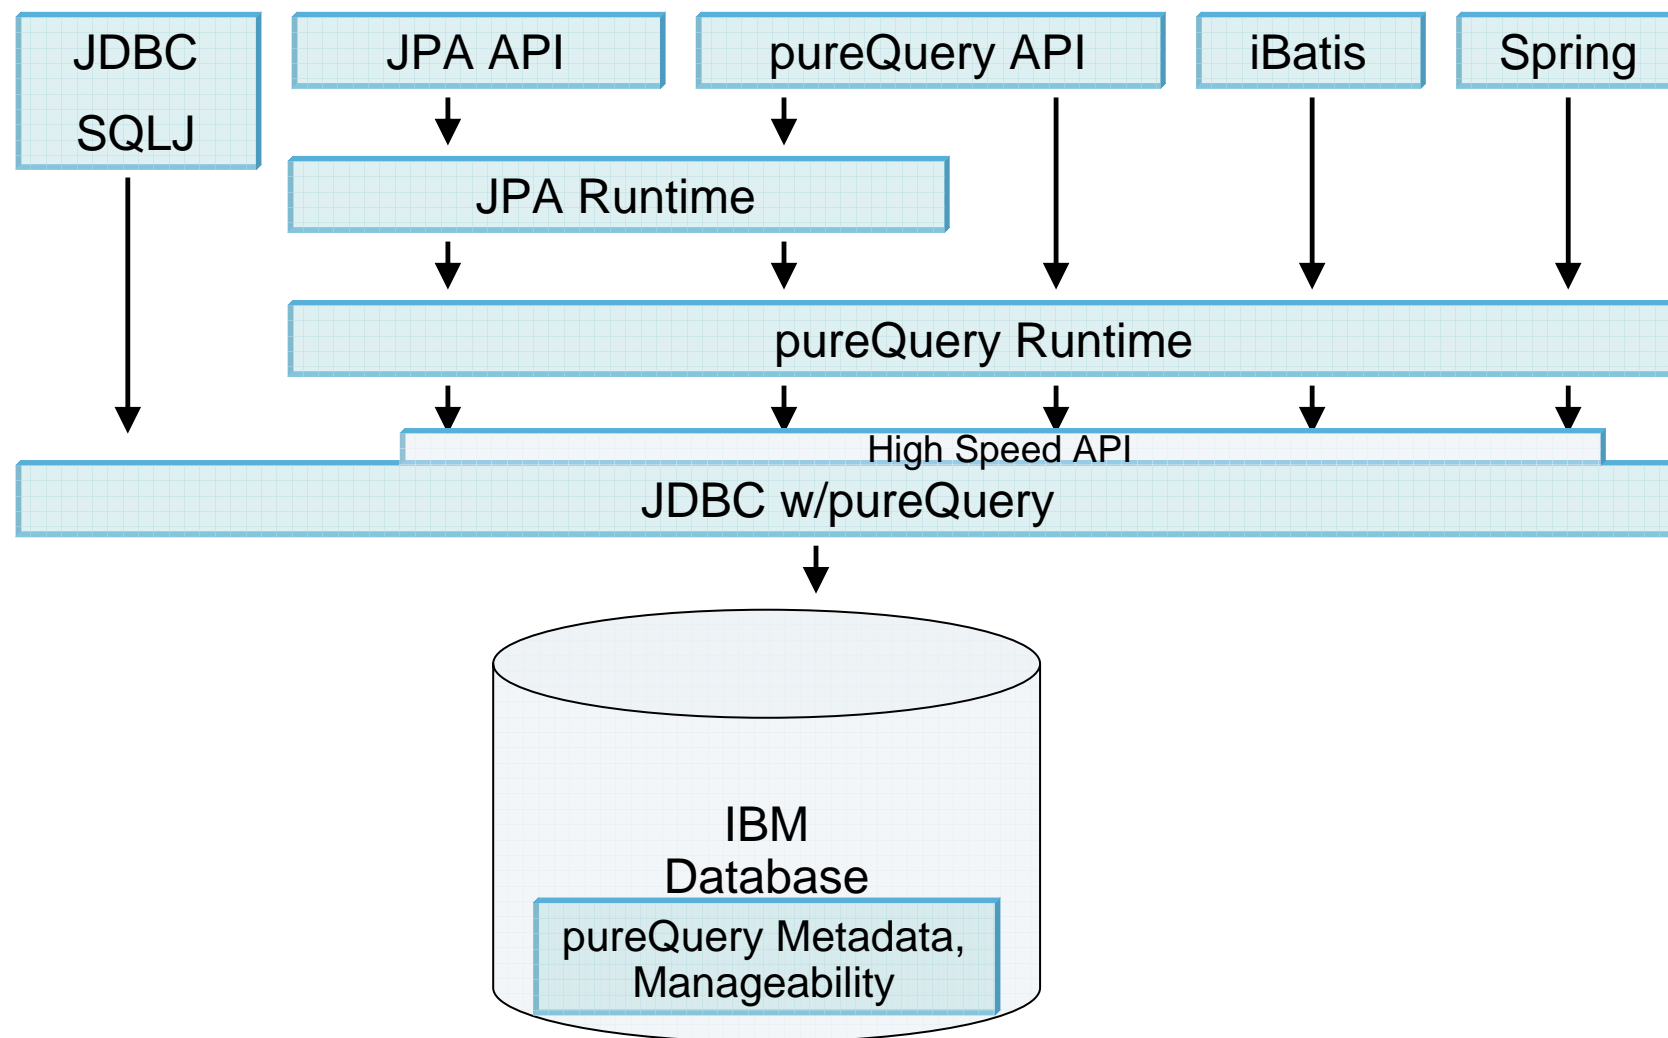 JDBC
SQLJ
JPA API
pureQuery API
iBatis
Spring
JPA Runtime
pureQuery Runtime
High Speed API
JDBC w/pureQuery
IBM
Database
pureQuery Metadata,
Manageability